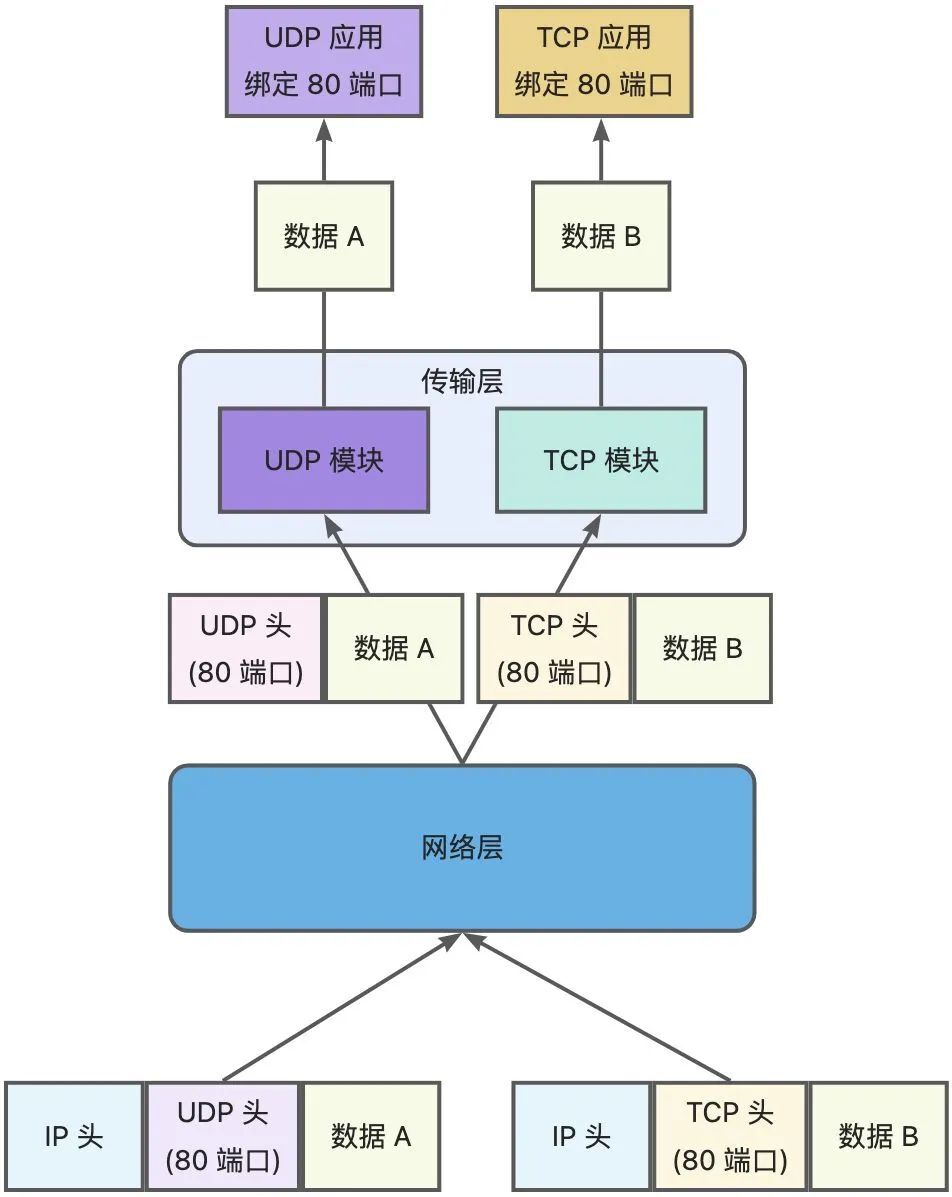 UDP 应用
绑定 80 端口
TCP 应用
绑定 80 端口
数据 A
数据 B
传输层
UDP 模块
TCP 模块
UDP 头
(80 端口)
数据 A
TCP 头
(80 端口)
数据 B
网络层
IP 头
UDP 头
(80 端口)
数据 A
IP 头
TCP 头
(80 端口)
数据 B